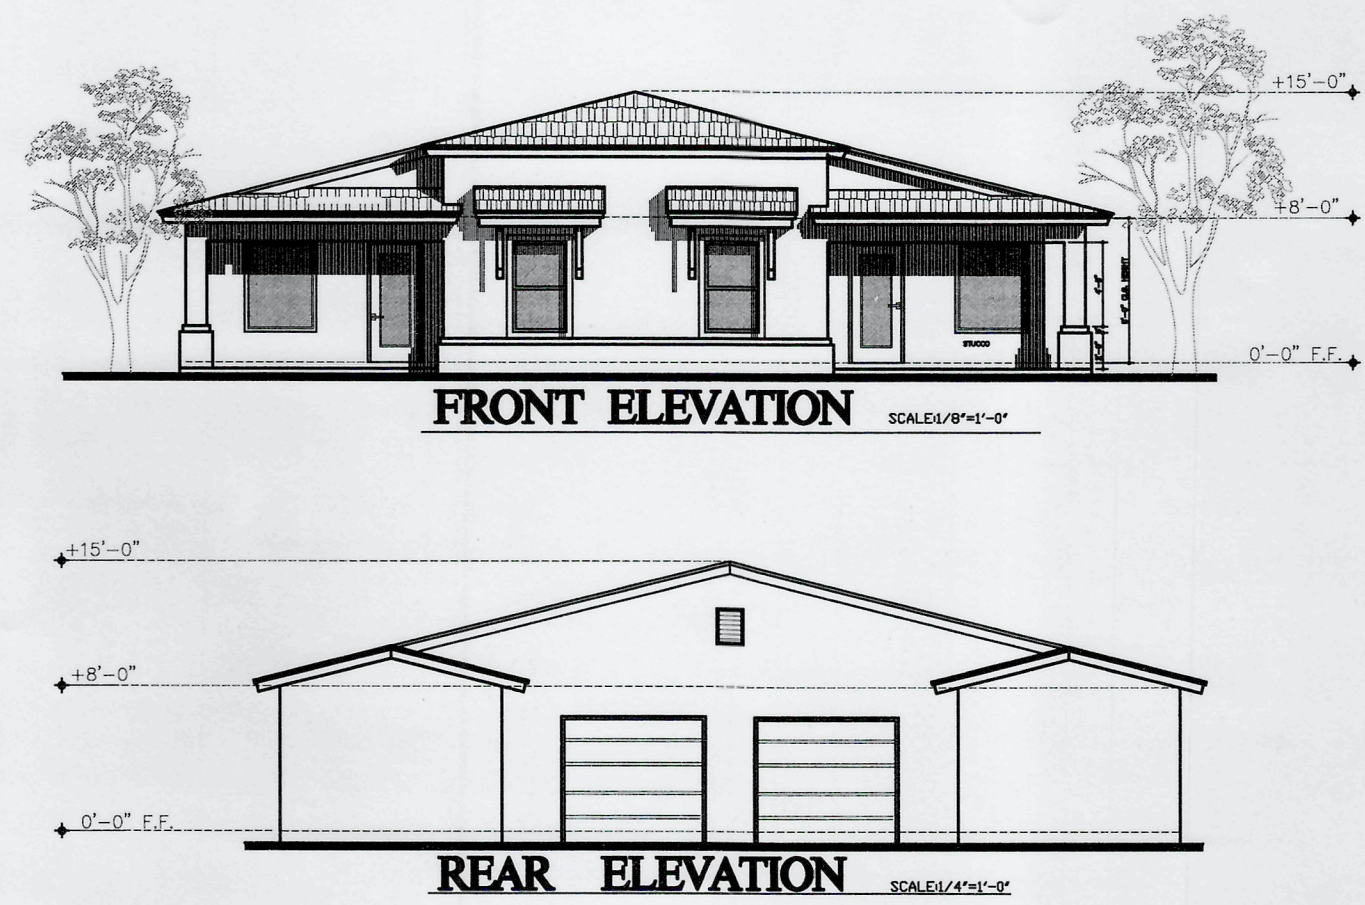 +15'-0"
+8'-0"
STUCCO
0'-0" F.F.
FRONT ELEVATION SCALE:1/8"=1'-0"
+15'-0"
+8'-0"
0'-0" F.F.
REAR ELEVATION SCALE:1/4"=1'-0"